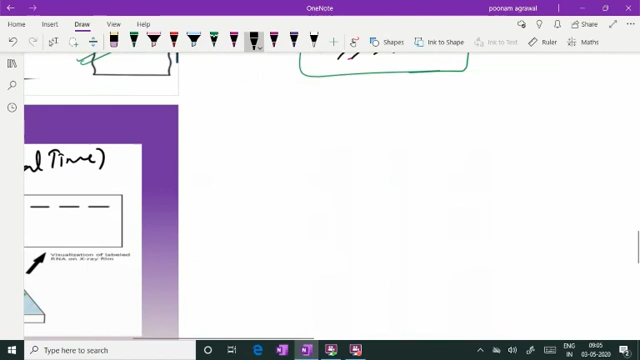 OneNote
poonam agrawal
Home Insert Draw View Help
Share
Shapes Ink to Shape Ink to Text Ruler Maths
Time)
Visualization of labeled
RNA on X-ray film
Type here to search
ENG
IN
09:05
03-05-2020